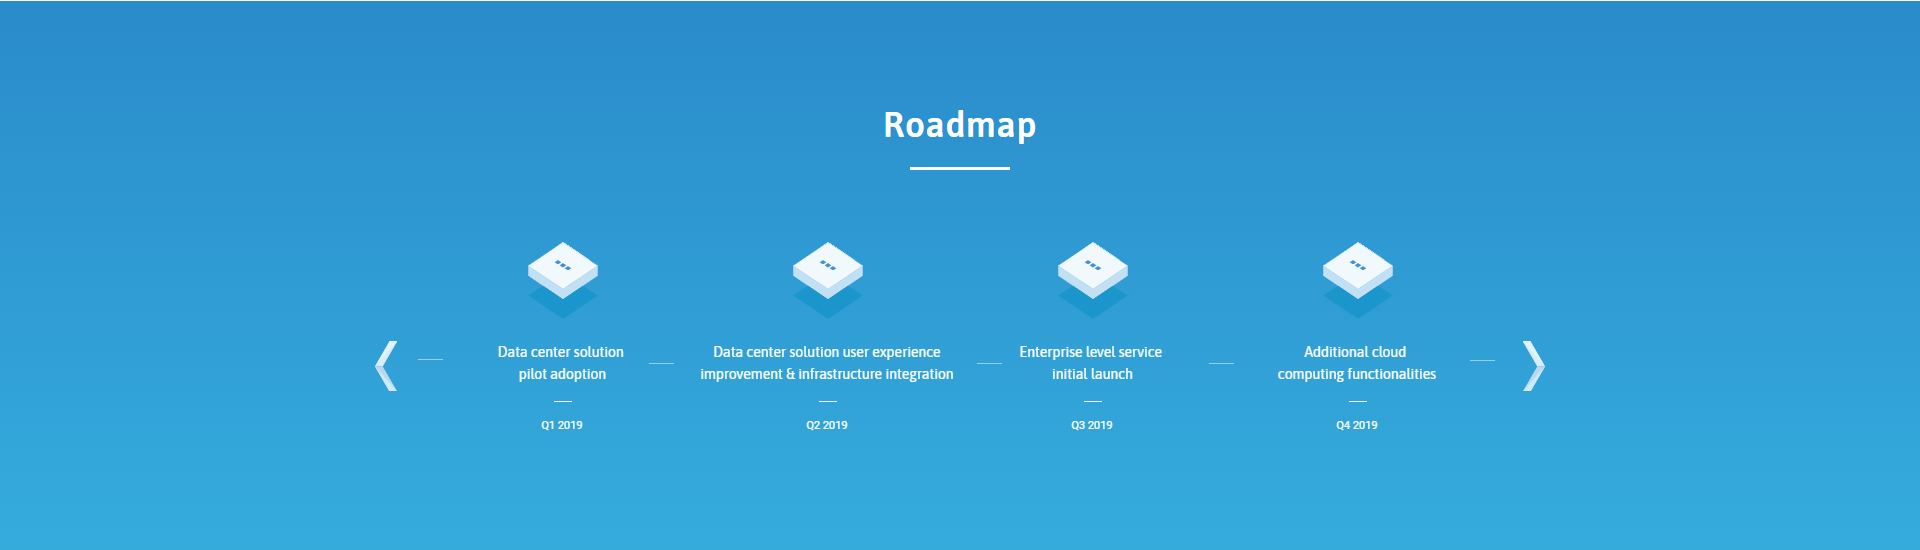 Roadmap
Data center solution
pilot adoption
Q1 2019
Data center solution user experience
improvement & infrastructure integration
Q2 2019
Enterprise level service
initial launch
Q3 2019
Additional cloud
computing functionalities
Q4 2019